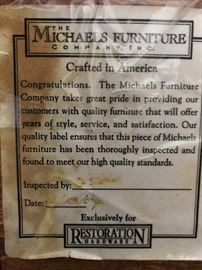 THE
MICHAELS FURNITURE
COMPANY, INC.
Crafted in America
Congratulations. The Michaels Furniture
Company takes great pride in providing our
customers with quality furniture that will offer
years of style, service, and satisfaction. Our
quality label ensures that this piece of Michaels
furniture has been thoroughly inspected and
found to meet our high quality standards.
Inspected by:
Date:
Exclusively for
RESTORATION
HARDWARE